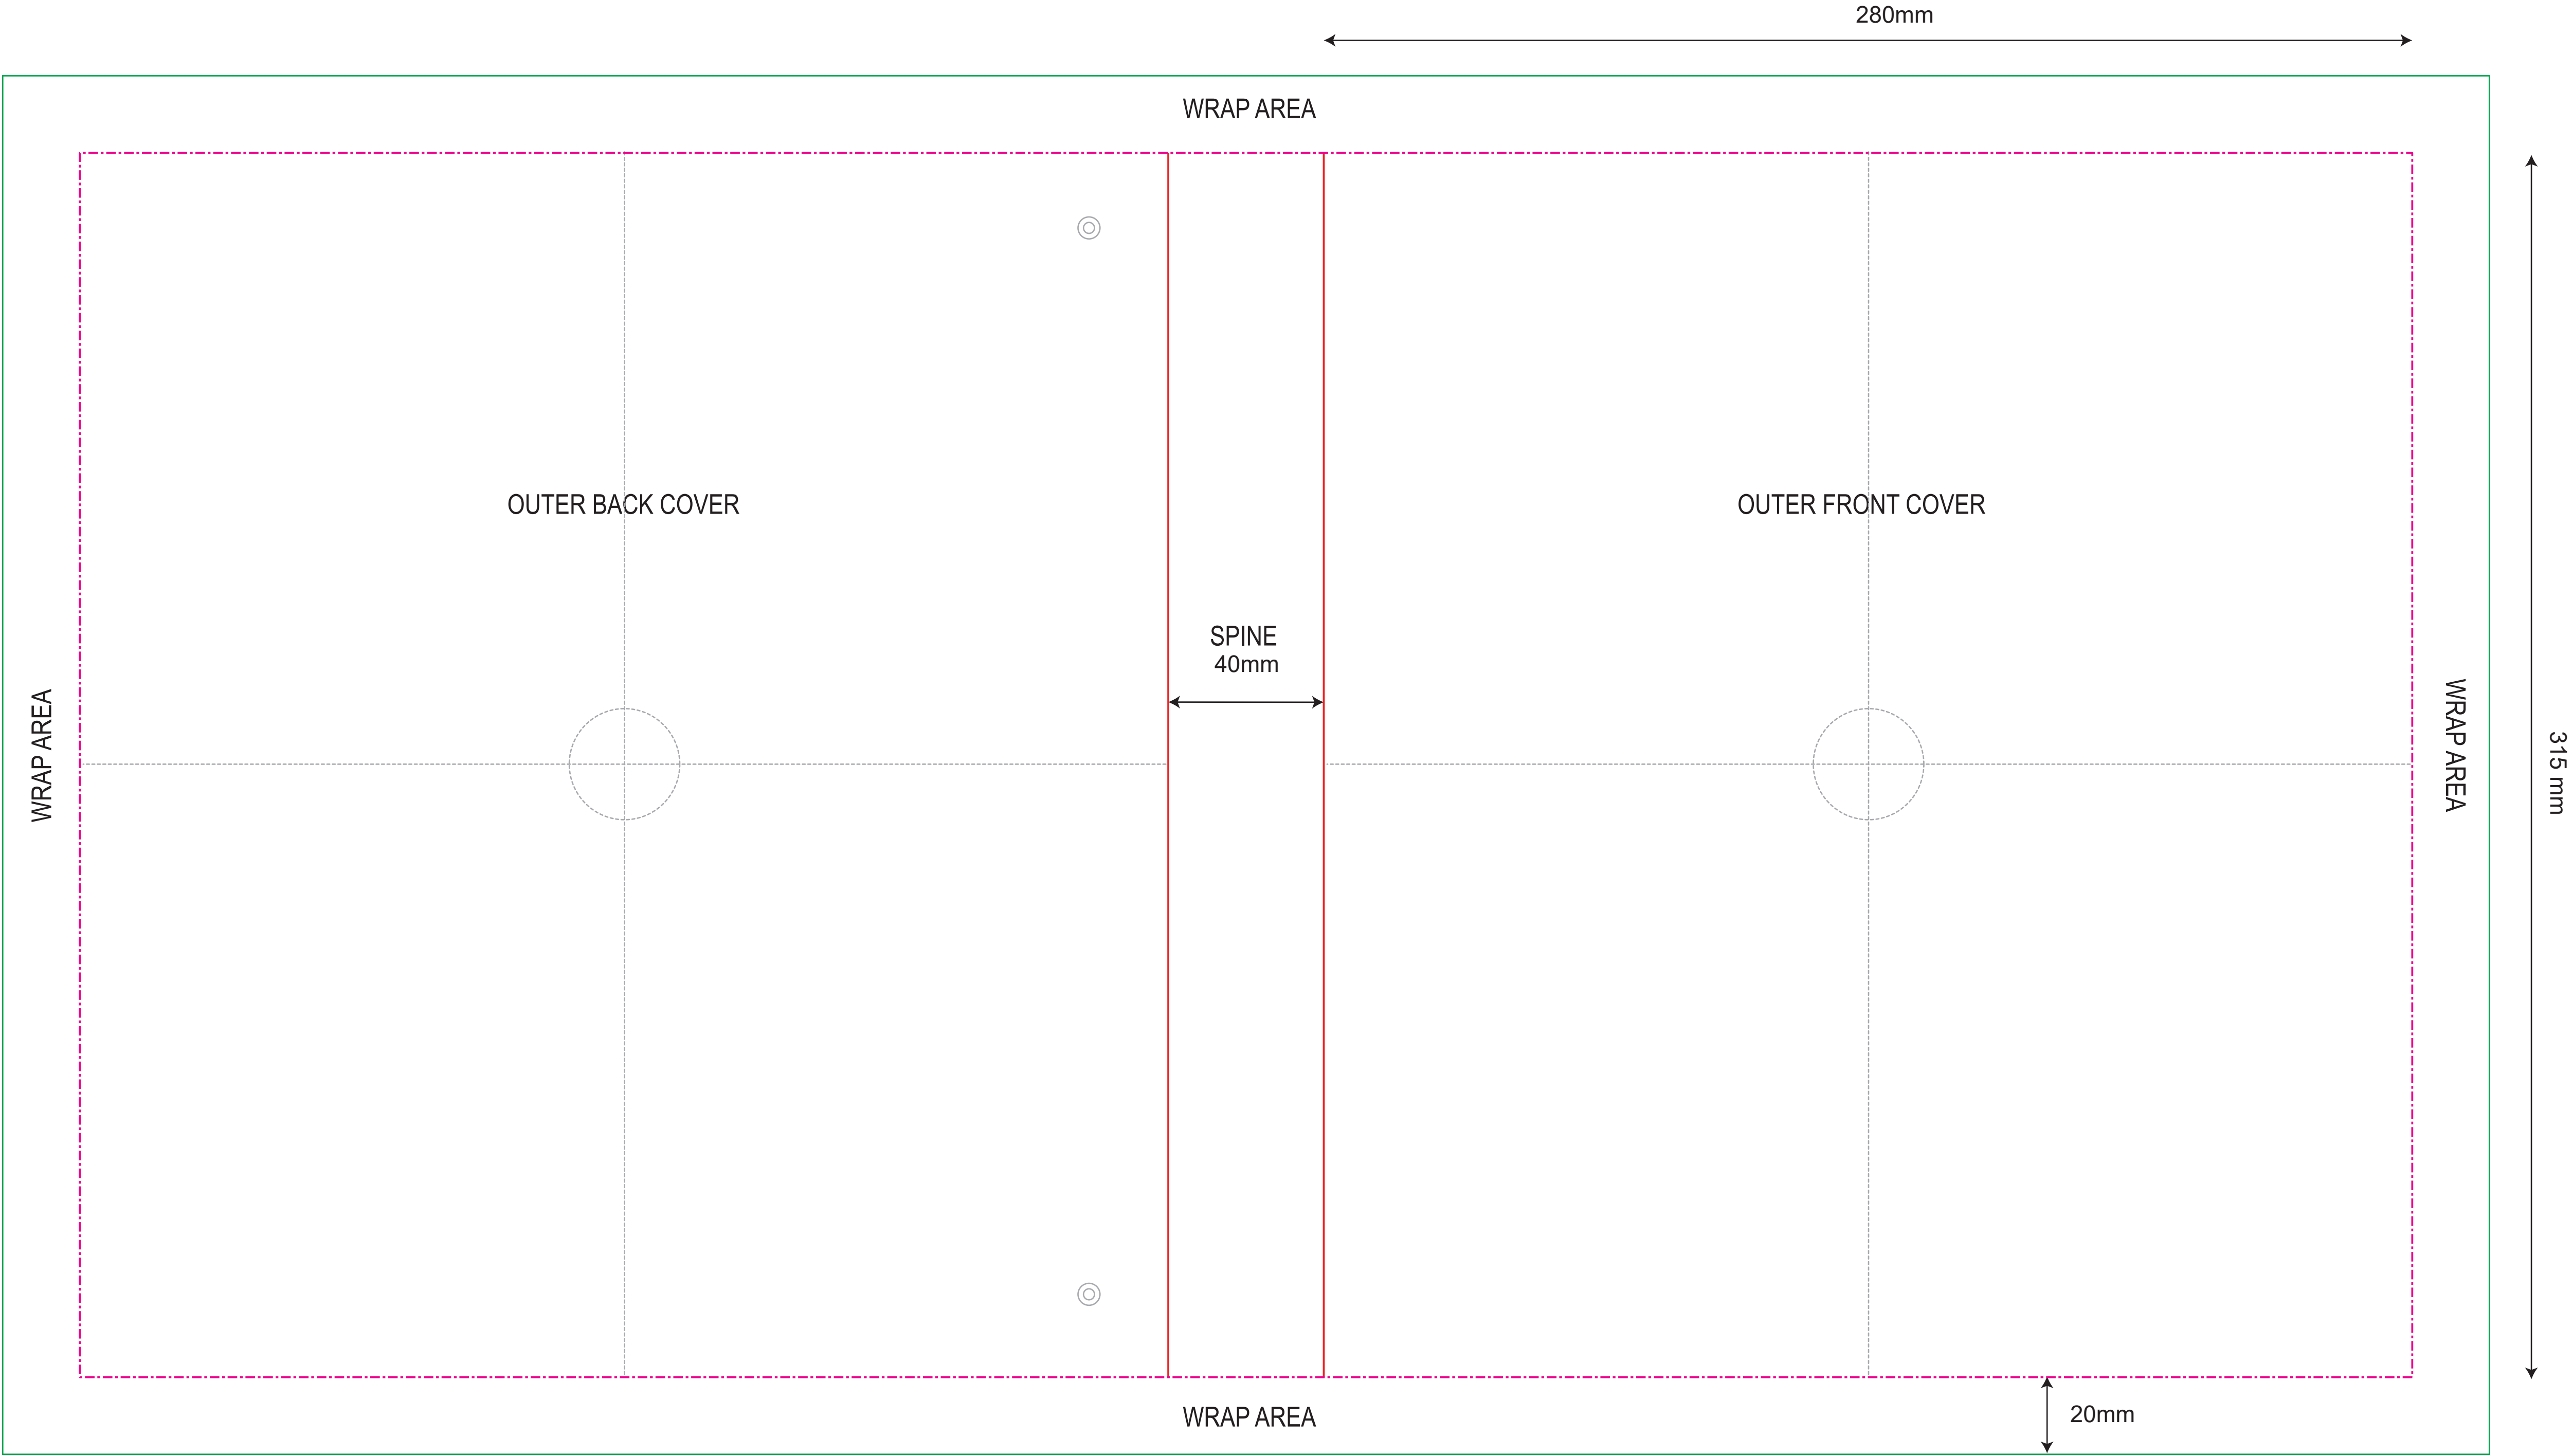 280mm
WRAP AREA
OUTER BACK COVER
OUTER FRONT COVER
SPINE
40mm
WRAP AREA
WRAP AREA
315 mm
WRAP AREA
20mm